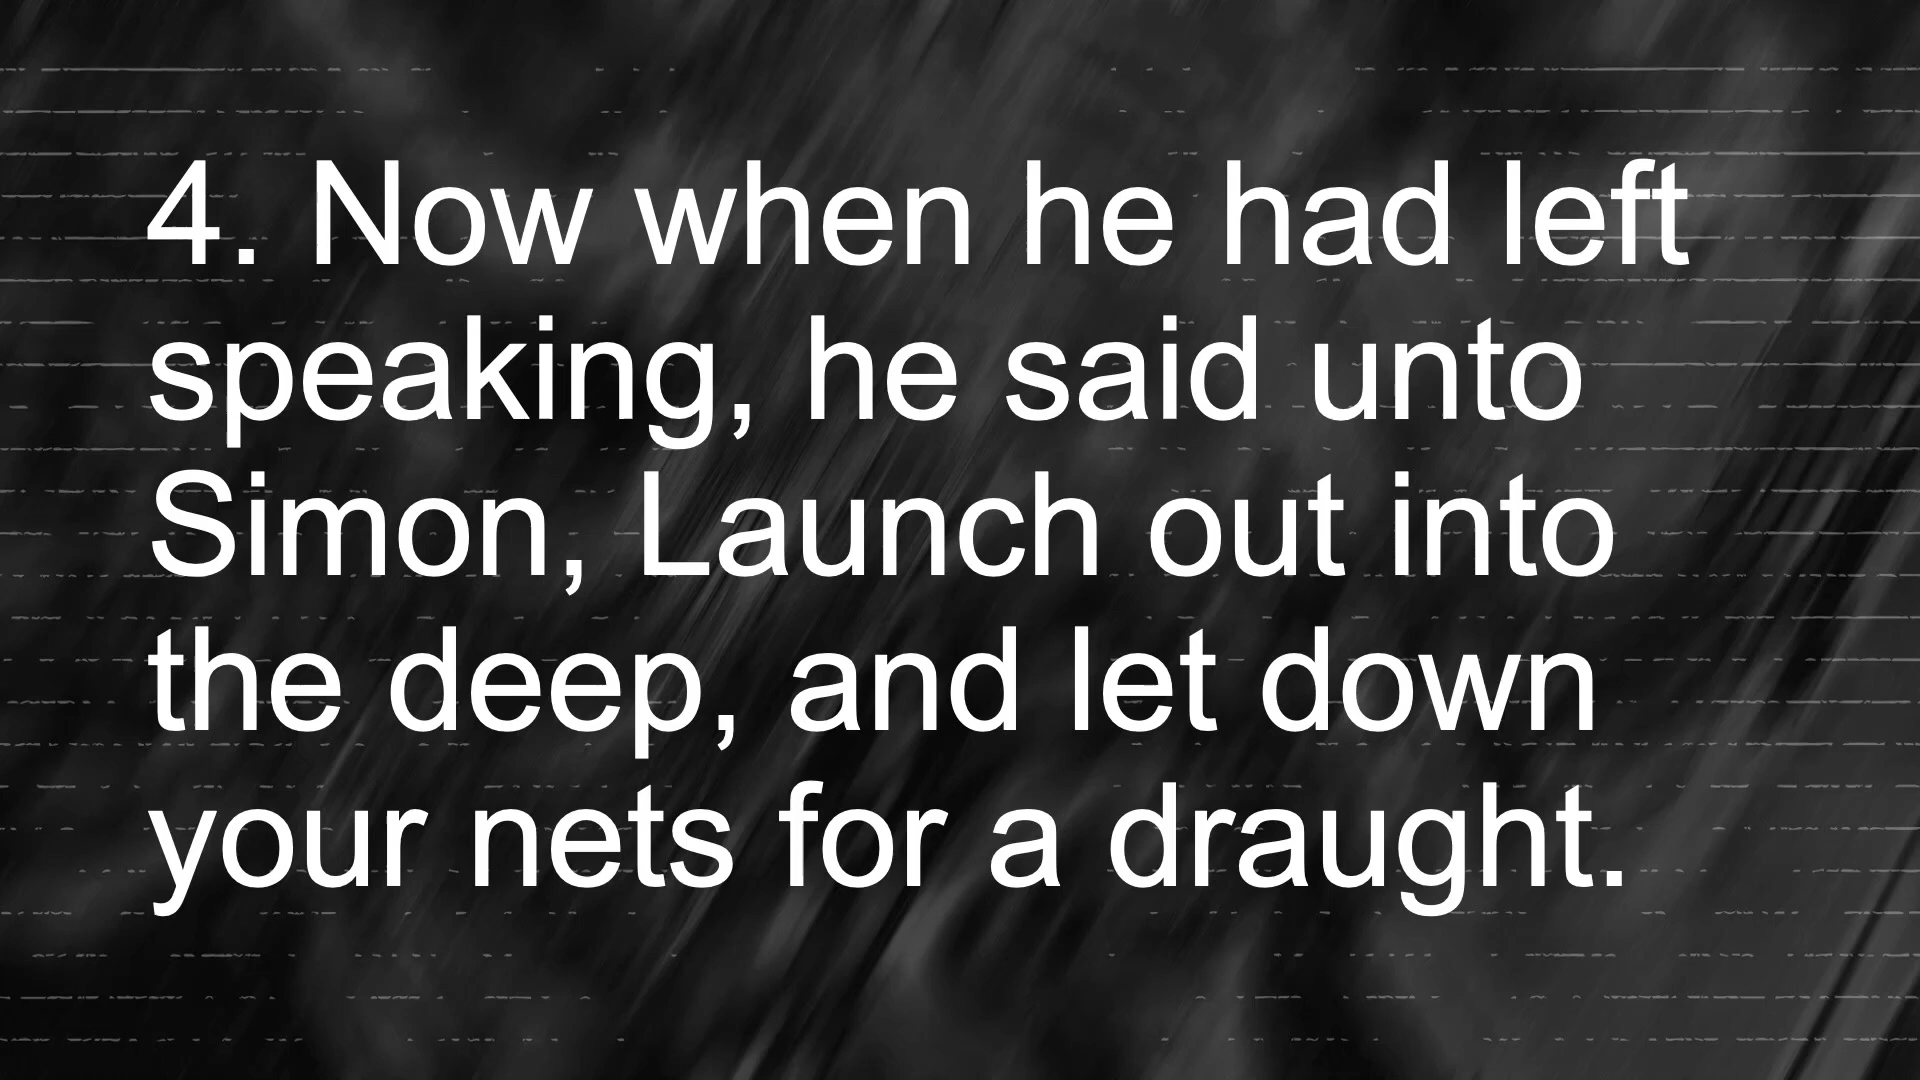 4. Now when he had left
speaking, he said unto
Simon, Launch out into
the deep, and let down
your nets for a draught.